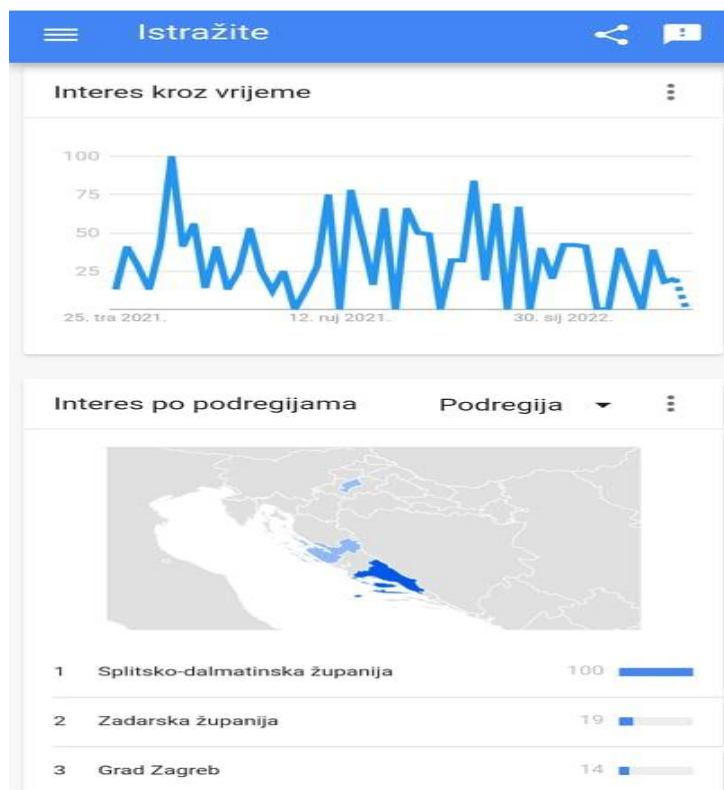 Istražite
Interes kroz vrijeme
100
75
50
25
25. tra 2021. 12. ruj 2021. 30. sij 2022.
Interes po podregijama Podregija
1 Splitsko-dalmatinska županija 100
2 Zadarska županija 19
3 Grad Zagreb 14